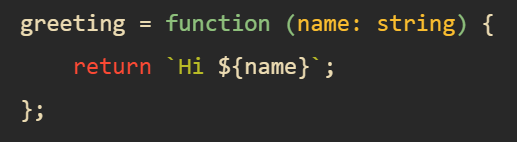 greeting = function (name: string) {
    return `Hi ${name}`;
};